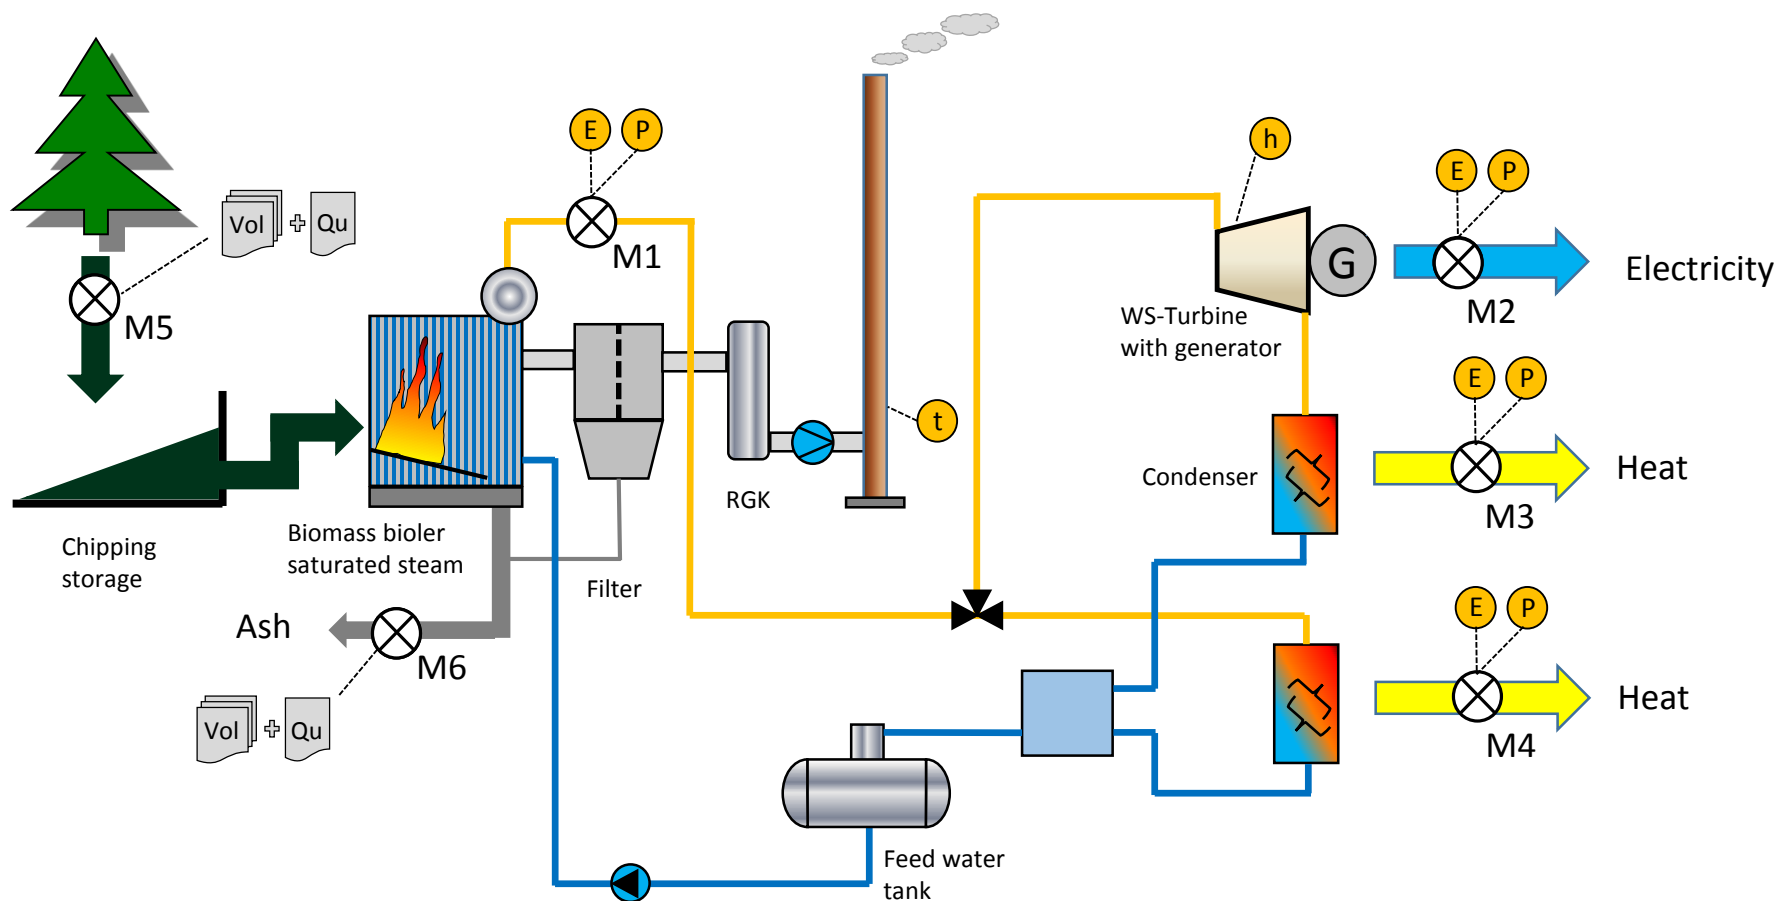 E P
h
E P
Vol + Qu
M1
M5
G
Electricity
M2
WS-Turbine
with generator
E P
t
Condenser
Heat
M3
RGK
Biomass bioler
saturated steam
Chipping
storage
Filter
E P
Ash
M6
Heat
M4
Vol + Qu
Feed water
tank